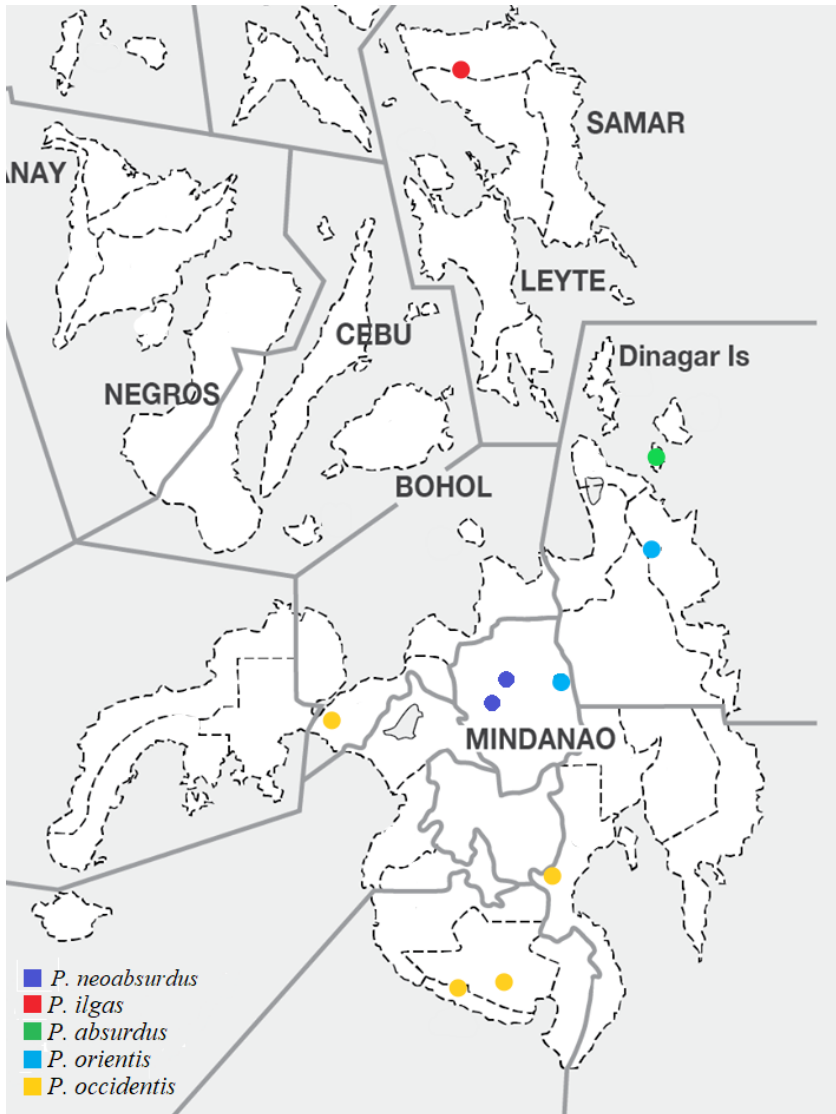 SAMAR
ANAY
LEYTE
CEBU
Dinagar Is
NEGROS
BOHOL
MINDANAO
P. neoabsurdus
P. ilgas
P. absurdus
P. orientis
P. occidentis